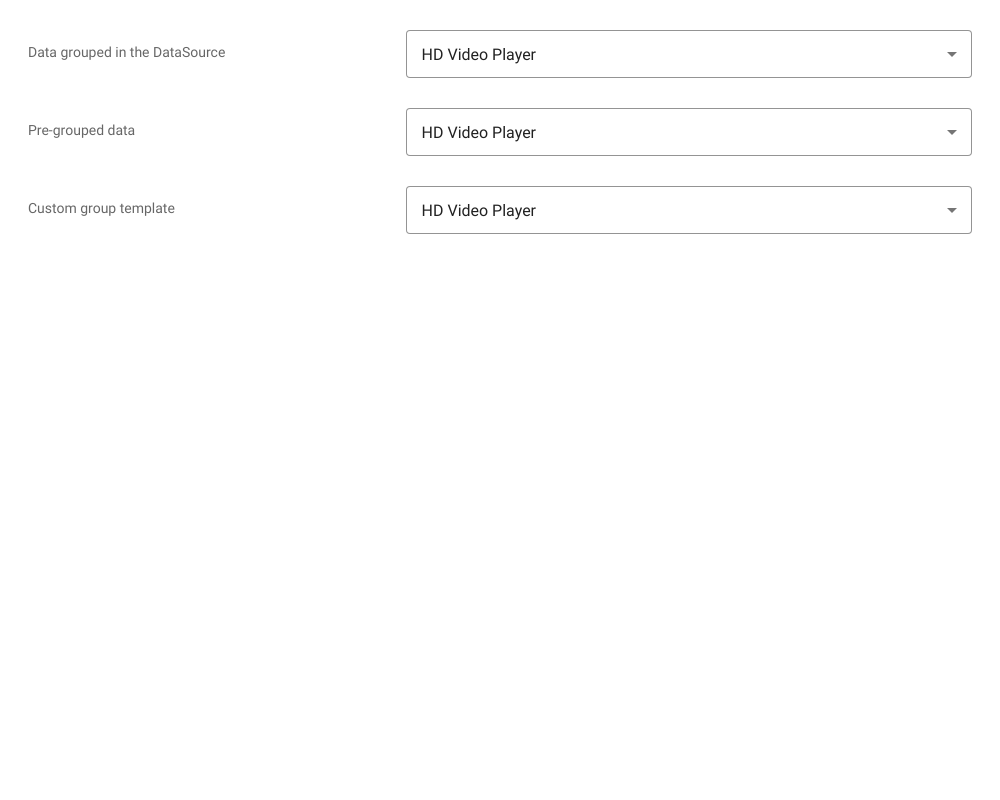 Data grouped in the DataSource
HD Video Player
Pre-grouped data
HD Video Player
Custom group template
HD Video Player